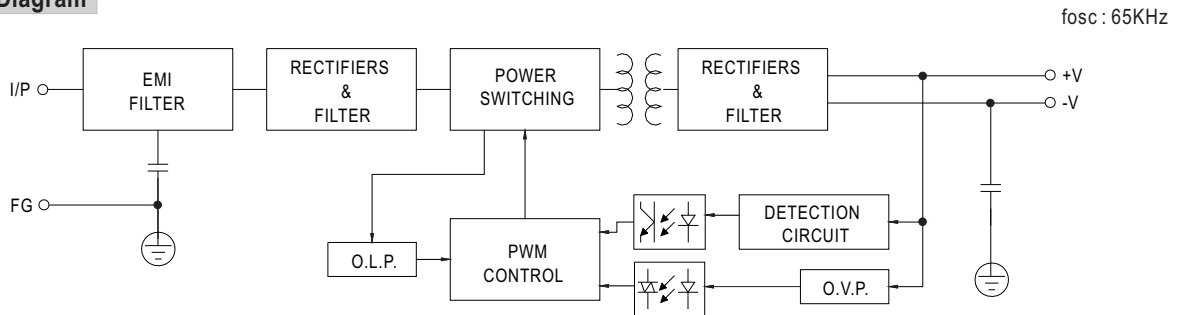 Diagram
fosc : 65KHz
I/P
EMI
FILTER
RECTIFIERS
&
FILTER
POWER
SWITCHING
RECTIFIERS
&
FILTER
+V
-V
FG
O.L.P.
PWM
CONTROL
DETECTION
CIRCUIT
O.V.P.